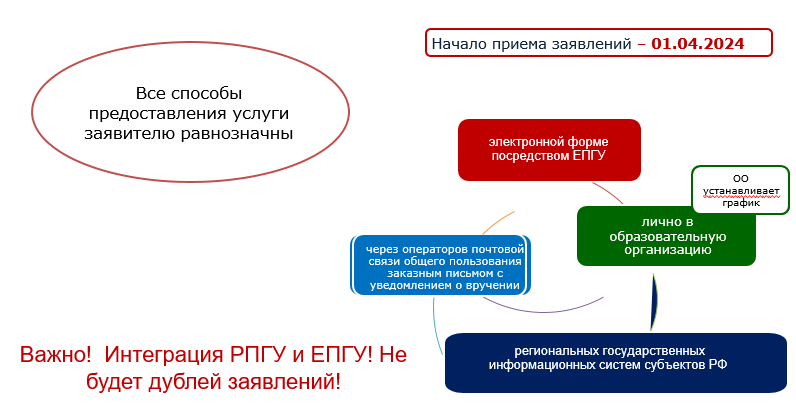 Начало приема заявлений – 01.04.2024
Все способы
предоставления услуги
заявителю равнозначны
электронной форме
посредством ЕПГУ
ОО
устанавливает
график
лично в
образовательную
организацию
через операторов почтовой
связи общего пользования
заказным письмом с
уведомлением о вручении
региональных государственных
информационных систем субъектов РФ
Важно!  Интеграция РПГУ и ЕПГУ! Не
будет дублей заявлений!